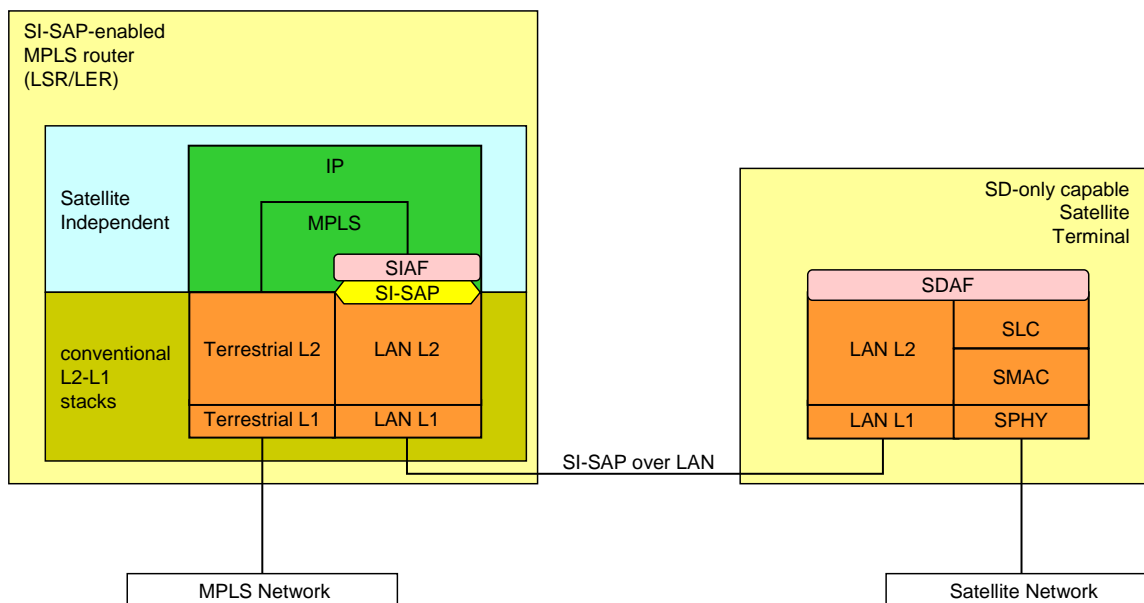 SI-SAP-enabled
MPLS router
(LSR/LER)
IP
Satellite
Independent
MPLS
SIAF
SI-SAP
conventional
L2-L1
stacks
Terrestrial L2
LAN L2
Terrestrial L1
LAN L1
SI-SAP over LAN
SD-only capable
Satellite
Terminal
SDAF
LAN L2
SLC
SMAC
LAN L1
SPHY
MPLS Network
Satellite Network